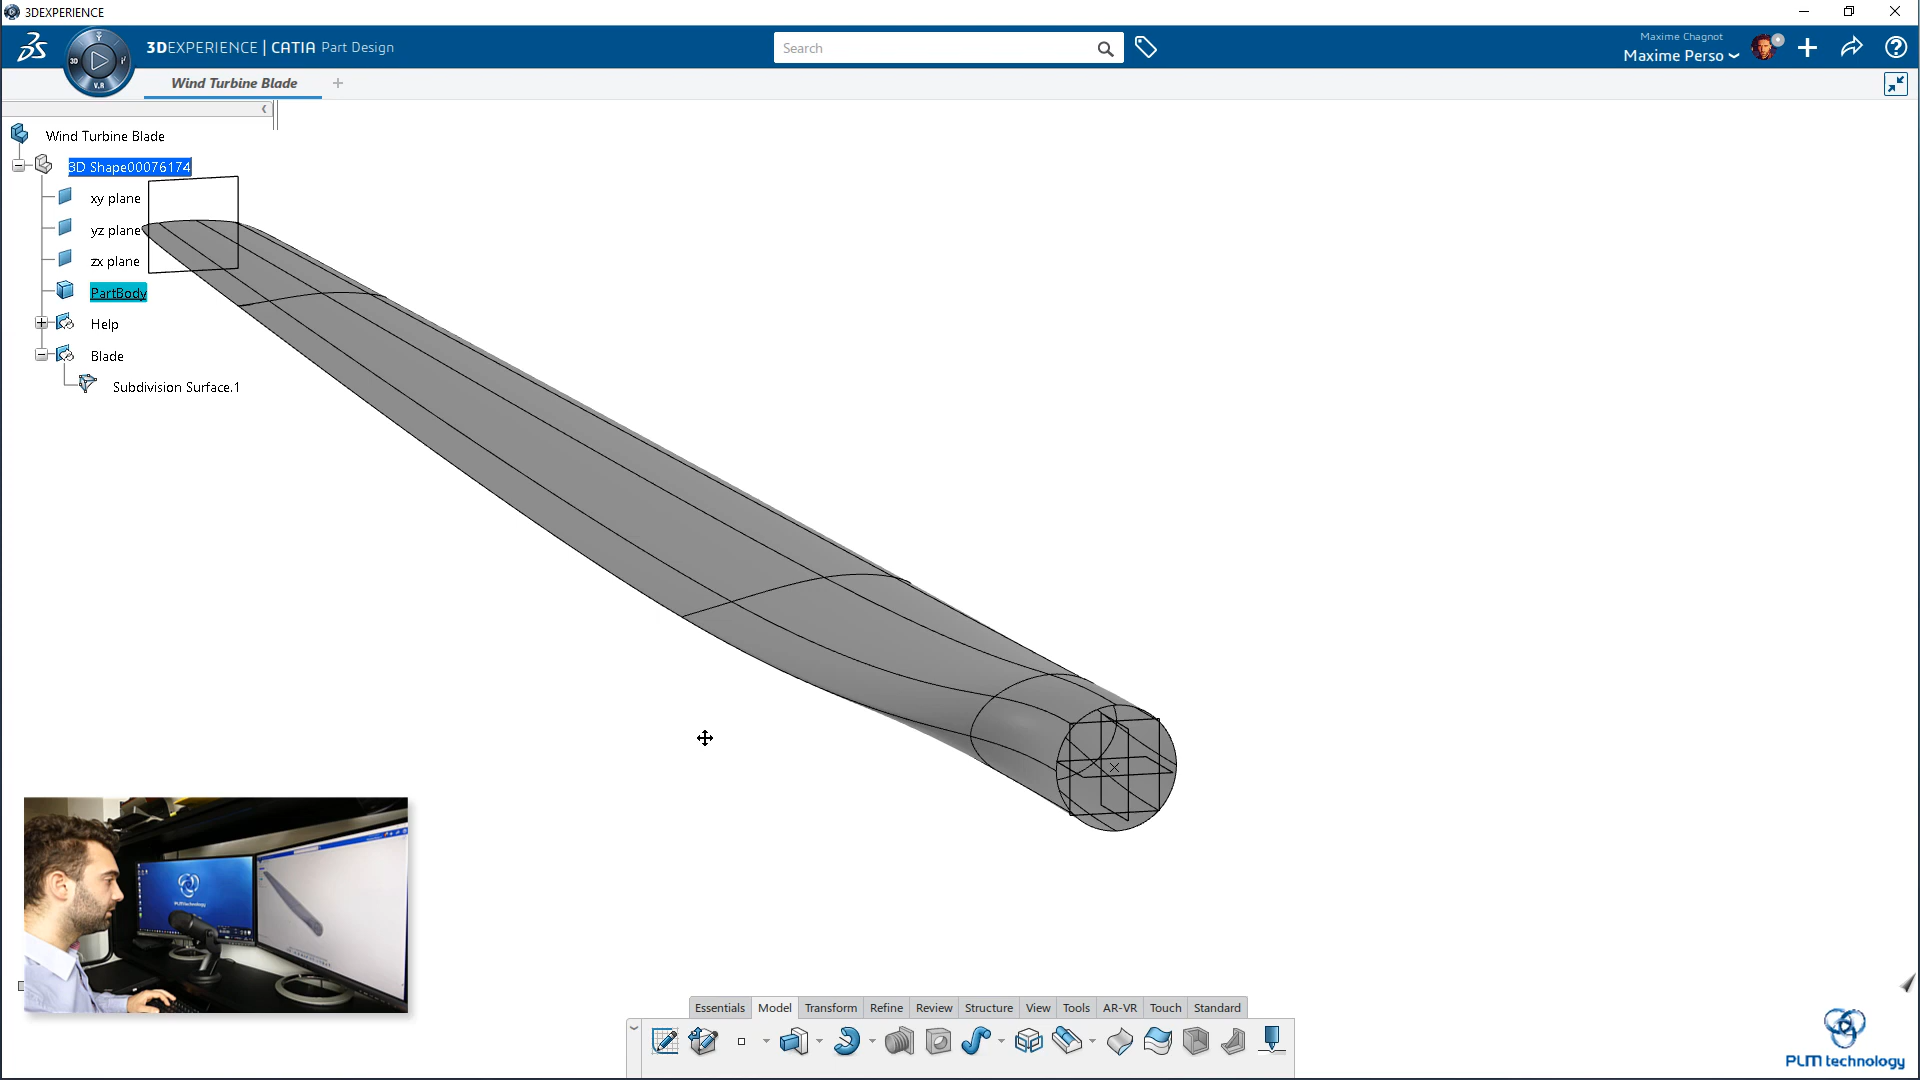 3DEXPERIENCE
3DEXPERIENCE | CATIA Part Design
Search
Maxime Chagnot
Maxime Perso
3D
V.R
Wind Turbine Blade
Wind Turbine Blade
3D Shape00076174
xy plane
yz plane
zx plane
PartBody
Help
Blade
Subdivision Surface.1
PLMtechnology
Essentials Model Transform Refine Review Structure View Tools AR-VR Touch Standard
PLM technology